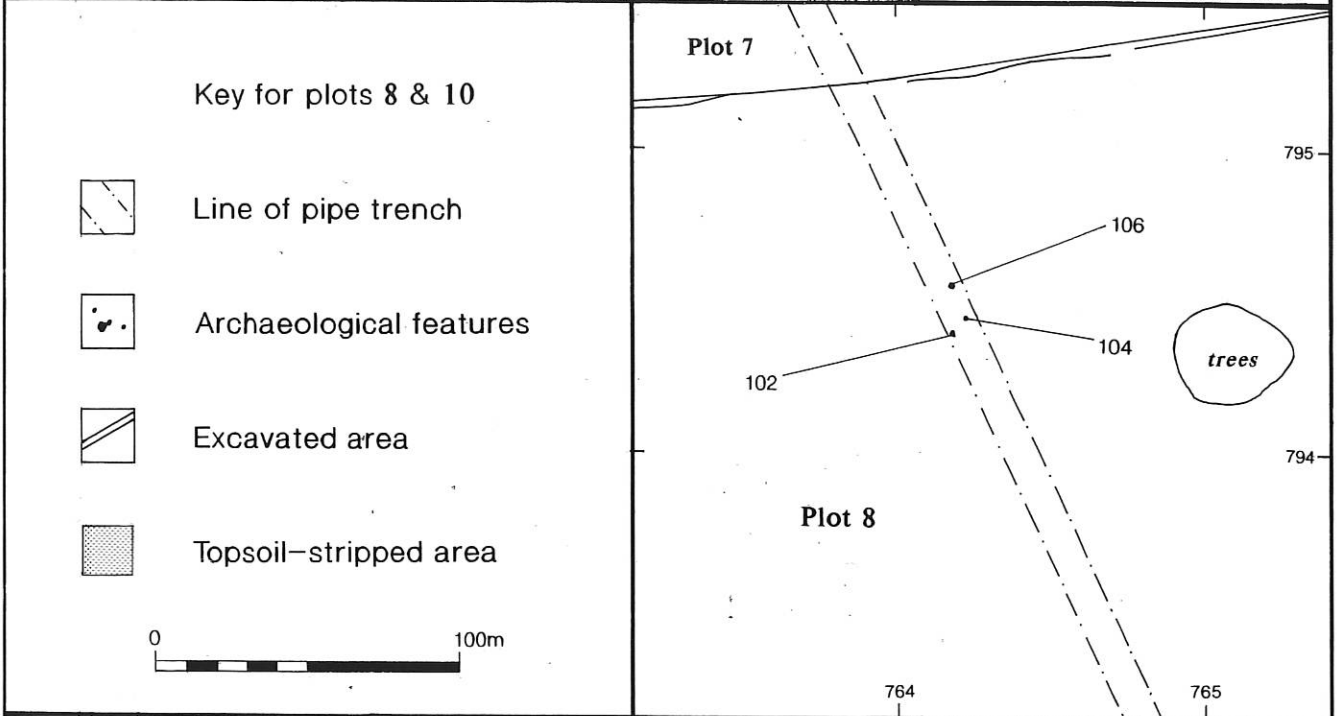 Key for plots 8 & 10
Line of pipe trench
Archaeological features
Excavated area
Topsoil-stripped area
0 100m
Plot 7
795
106
104
trees
102
794
Plot 8
764 765